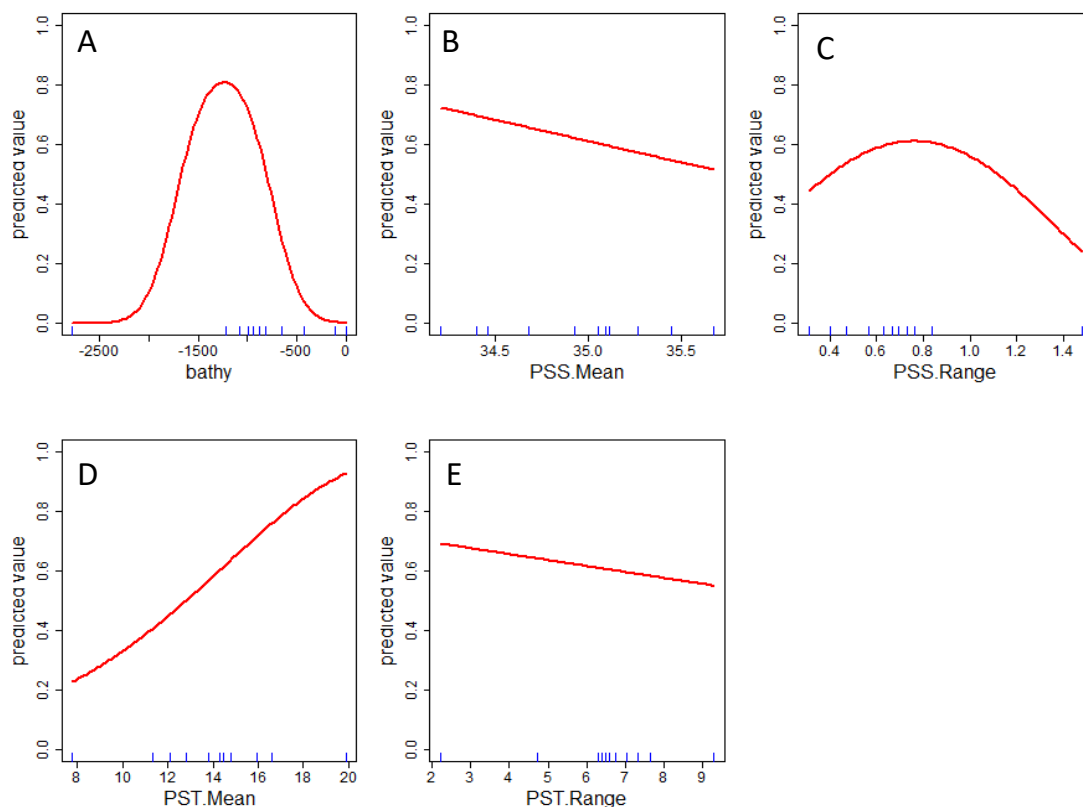 A
predicted value
0.0 0.2 0.4 0.6 0.8 1.0
-2500 -1500 -500 0
bathy
B
predicted value
0.0 0.2 0.4 0.6 0.8 1.0
34.5 35.0 35.5
PSS.Mean
C
predicted value
0.0 0.2 0.4 0.6 0.8 1.0
0.4 0.6 0.8 1.0 1.2 1.4
PSS.Range
D
predicted value
0.0 0.2 0.4 0.6 0.8 1.0
8 10 12 14 16 18 20
PST.Mean
E
predicted value
0.0 0.2 0.4 0.6 0.8 1.0
2 3 4 5 6 7 8 9
PST.Range